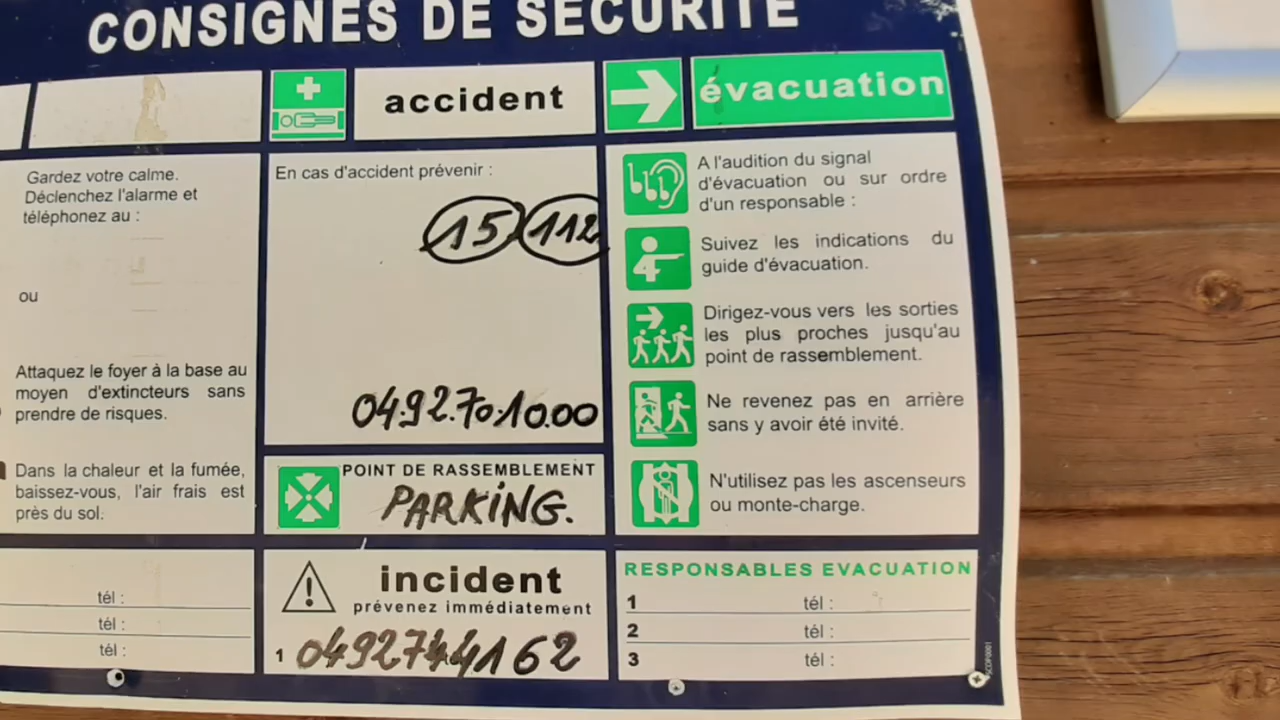 CONSIGNES DE SÉCURITÉ
accident
évacuation
Gardez votre calme.
Déclenchez l'alarme et
téléphonez au :
ou
Attaquez le foyer à la base au
moyen d'extincteurs sans
prendre de risques.
Dans la chaleur et la fumée,
baissez-vous, l'air frais est
près du sol.
tél :
tél :
tél :
En cas d'accident prévenir :
15 112
04.92.70.10.00
POINT DE RASSEMBLEMENT
PARKING.
incident
prévenez immédiatement
1 0492744162
A l'audition du signal
d'évacuation ou sur ordre
d'un responsable :
Suivez les indications du
guide d'évacuation.
Dirigez-vous vers les sorties
les plus proches jusqu'au
point de rassemblement.
Ne revenez pas en arrière
sans y avoir été invité.
N'utilisez pas les ascenseurs
ou monte-charge.
RESPONSABLES EVACUATION
1 tél :
2 tél :
3 tél :